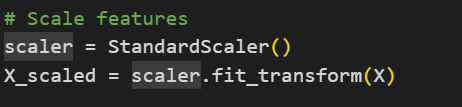 # Scale features
scaler = StandardScaler()
X_scaled = scaler.fit_transform(X)